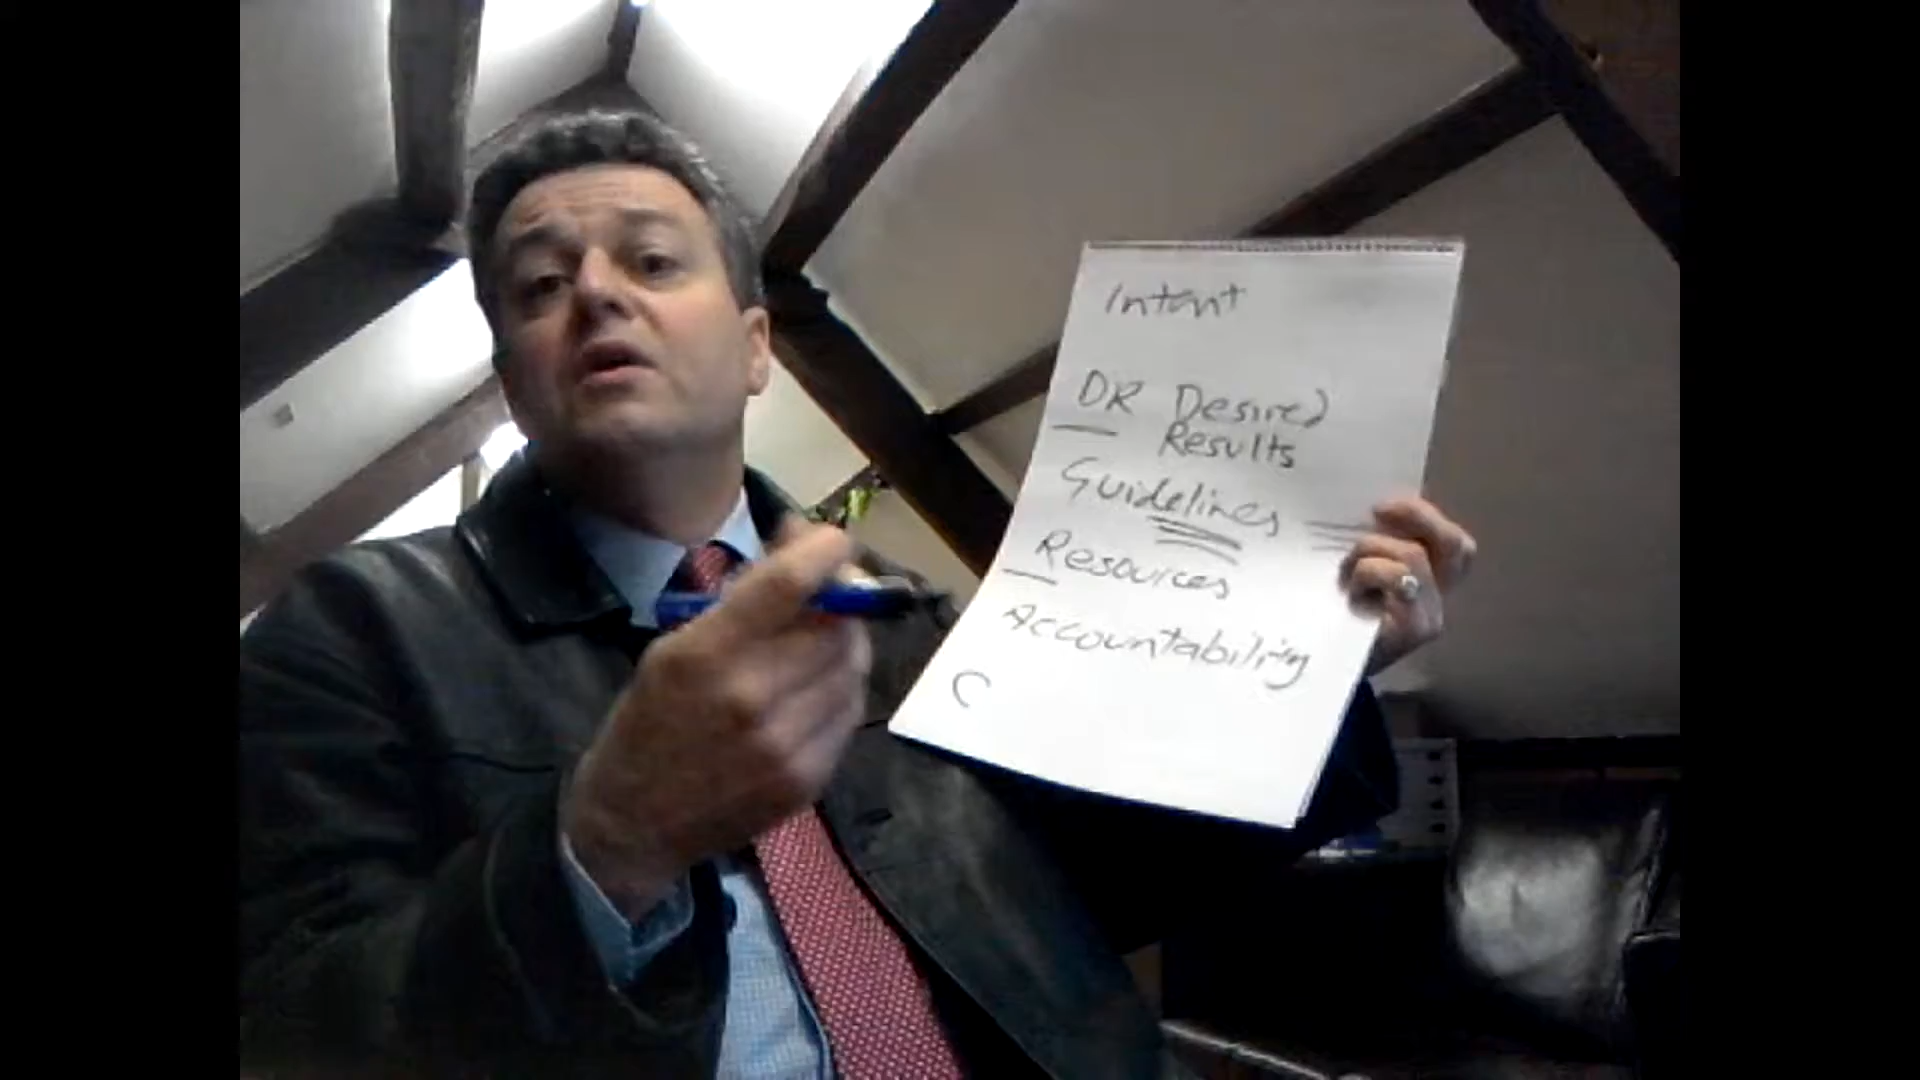 Intent
DR Desired
Results
Guidelines
Resources
Accountability
C